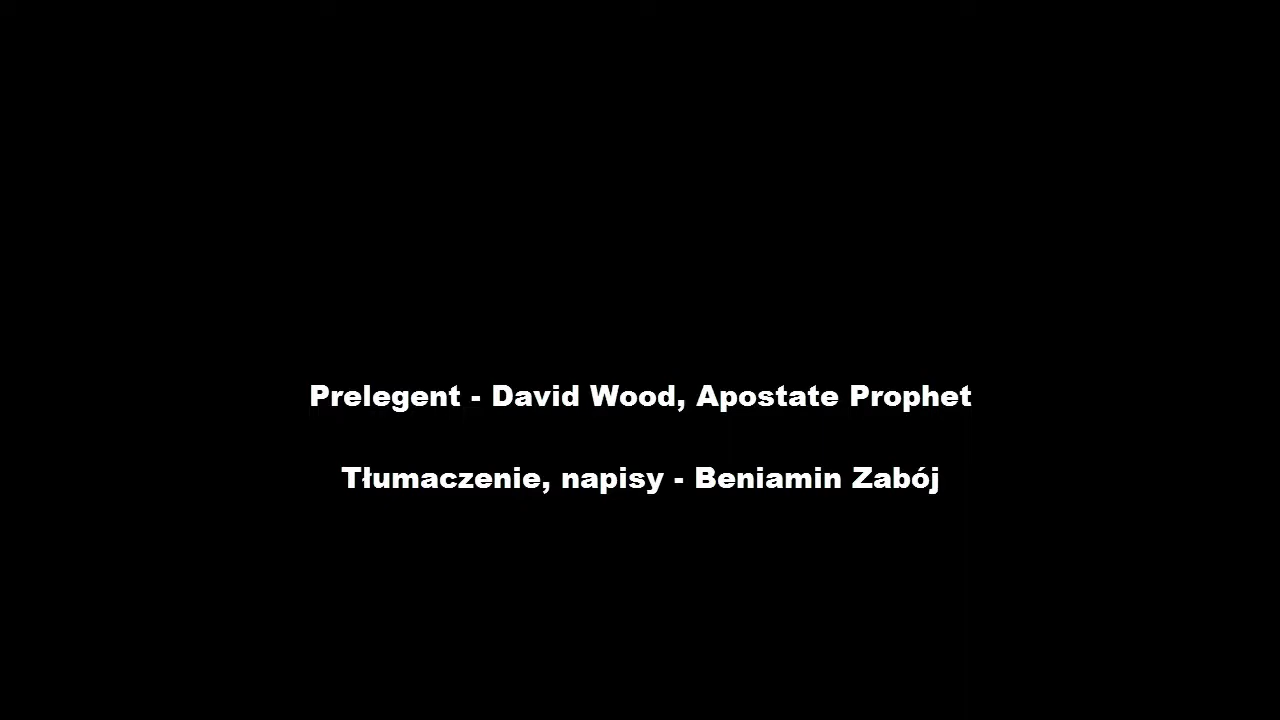 Prelegent - David Wood, Apostate Prophet
Tłumaczenie, napisy - Beniamin Zabój